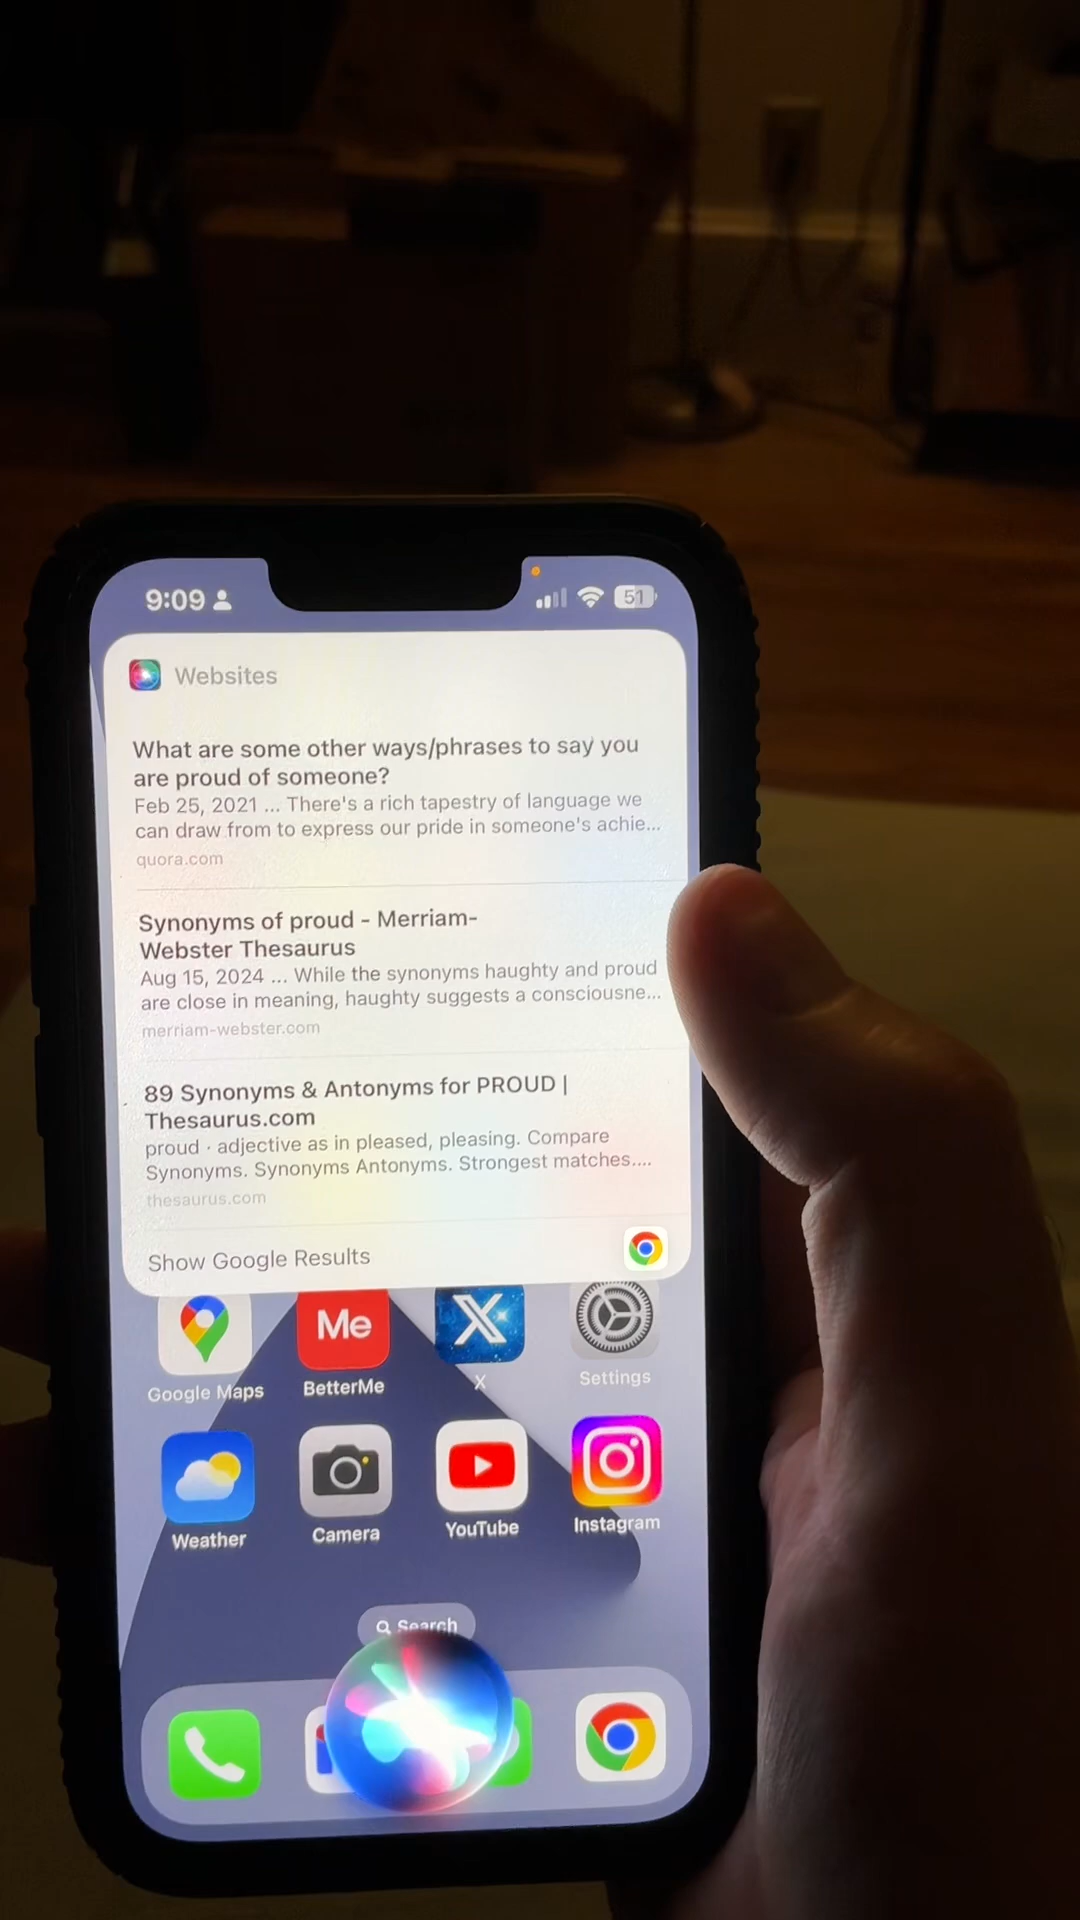 9:09
51
Websites
What are some other ways/phrases to say you
are proud of someone?
Feb 25, 2021 ... There's a rich tapestry of language we
can draw from to express our pride in someone's achie...
quora.com
Synonyms of proud - Merriam-
Webster Thesaurus
Aug 15, 2024 ... While the synonyms haughty and proud
are close in meaning, haughty suggests a consciousne...
merriam-webster.com
89 Synonyms & Antonyms for PROUD |
Thesaurus.com
proud · adjective as in pleased, pleasing. Compare
Synonyms. Synonyms Antonyms. Strongest matches....
thesaurus.com
Show Google Results
Me
Google Maps BetterMe X Settings
Weather Camera YouTube Instagram
Search